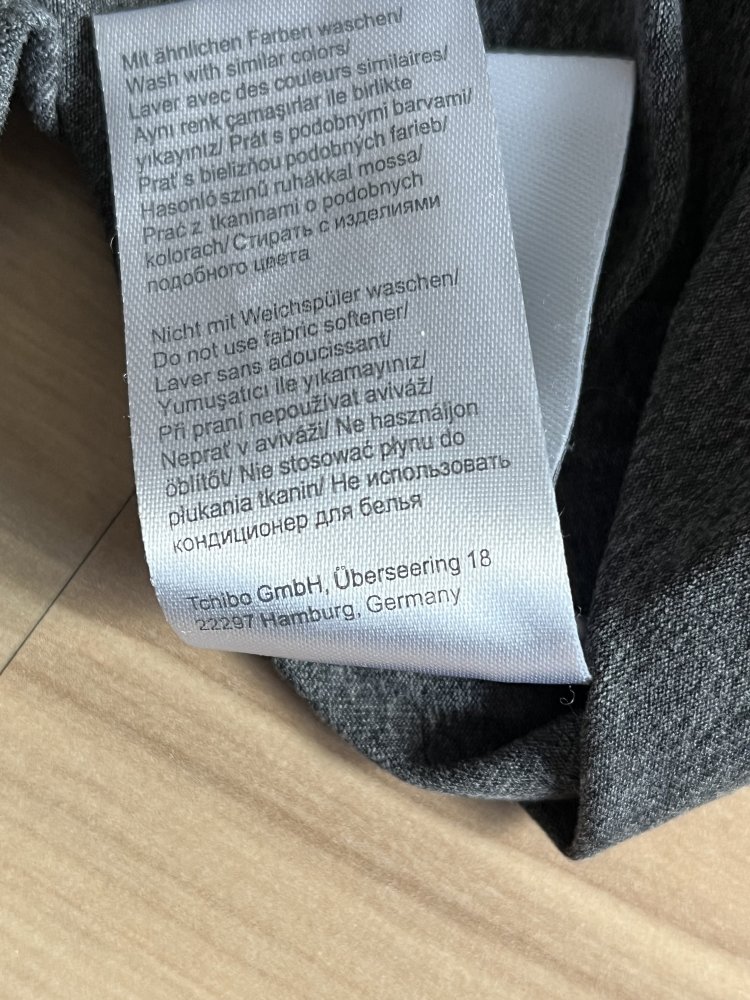 Mit ähnlichen Farben waschen/
Wash with similar colors/
Laver avec des couleurs similaires/
Aynı renk çamaşırlar ile birlikte
yıkayınız/ Prát s podobnými barvami/
Prať s bielizňou podobných farieb/
Hasonló színű ruhákkal mossa/
Prać z tkaninami o podobnych
kolorach/ Стирать с изделиями
подобного цвета
Nicht mit Weichspüler waschen/
Do not use fabric softener/
Laver sans adoucissant/
Yumuşatıcı ile yıkamayınız/
Při praní nepoužívat aviváž/
Neprať v aviváži/ Ne használjon
öblítőt/ Nie stosować płynu do
płukania tkanin/ Не использовать
кондиционер для белья
Tchibo GmbH, Überseering 18
22297 Hamburg, Germany